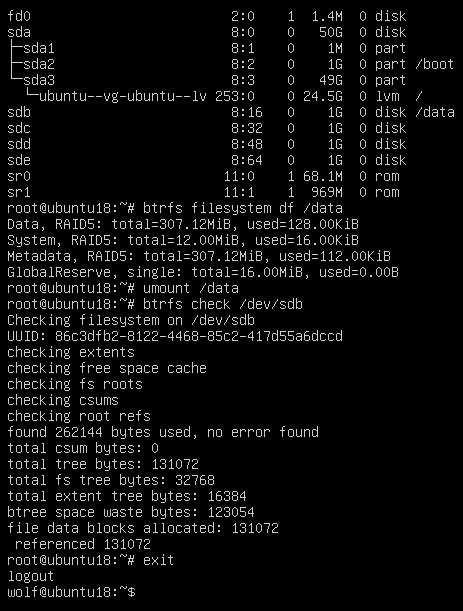 fd0                           2:0    1  1.4M  0 disk
sda                           8:0    0   50G  0 disk
├─sda1                        8:1    0    1M  0 part
├─sda2                        8:2    0    1G  0 part /boot
└─sda3                        8:3    0   49G  0 part
  └─ubuntu--vg-ubuntu--lv 253:0    0 24.5G  0 lvm  /
sdb                           8:16   0    1G  0 disk /data
sdc                           8:32   0    1G  0 disk
sdd                           8:48   0    1G  0 disk
sde                           8:64   0    1G  0 disk
sr0                          11:0    1 68.1M  0 rom
sr1                          11:1    1  969M  0 rom
root@ubuntu18:~# btrfs filesystem df /data
Data, RAID5: total=307.12MiB, used=128.00KiB
System, RAID5: total=12.00MiB, used=16.00KiB
Metadata, RAID5: total=307.12MiB, used=112.00KiB
GlobalReserve, single: total=16.00MiB, used=0.00B
root@ubuntu18:~# umount /data
root@ubuntu18:~# btrfs check /dev/sdb
Checking filesystem on /dev/sdb
UUID: 86c3dfb2-8122-4468-85c2-417d55a6dccd
checking extents
checking free space cache
checking fs roots
checking csums
checking root refs
found 262144 bytes used, no error found
total csum bytes: 0
total tree bytes: 131072
total fs tree bytes: 32768
total extent tree bytes: 16384
btree space waste bytes: 123054
file data blocks allocated: 131072
 referenced 131072
root@ubuntu18:~# exit
logout
wolf@ubuntu18:~$